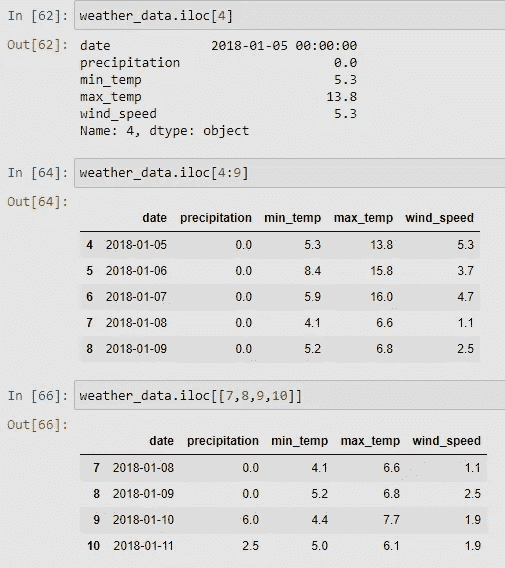 In [62]: weather_data.iloc[4]
Out[62]: date 2018-01-05 00:00:00
precipitation 0.0
min_temp 5.3
max_temp 13.8
wind_speed 5.3
Name: 4, dtype: object
In [64]: weather_data.iloc[4:9]
Out[64]:
date precipitation min_temp max_temp wind_speed
4 2018-01-05 0.0 5.3 13.8 5.3
5 2018-01-06 0.0 8.4 15.8 3.7
6 2018-01-07 0.0 5.9 16.0 4.7
7 2018-01-08 0.0 4.1 6.6 1.1
8 2018-01-09 0.0 5.2 6.8 2.5
In [66]: weather_data.iloc[[7,8,9,10]]
Out[66]:
date precipitation min_temp max_temp wind_speed
7 2018-01-08 0.0 4.1 6.6 1.1
8 2018-01-09 0.0 5.2 6.8 2.5
9 2018-01-10 6.0 4.4 7.7 1.9
10 2018-01-11 2.5 5.0 6.1 1.9